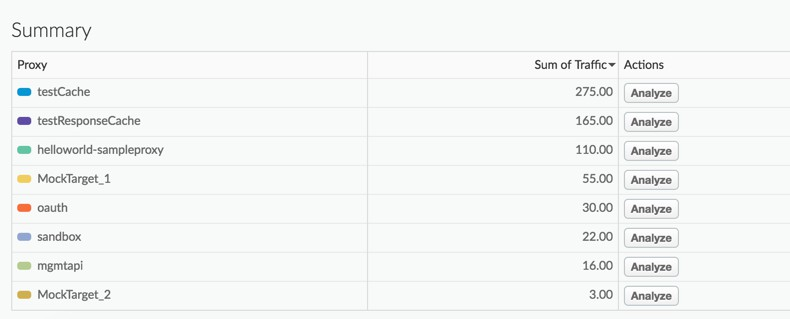 Summary
Proxy Sum of Traffic Actions
testCache 275.00 Analyze
testResponseCache 165.00 Analyze
helloworld-sampleproxy 110.00 Analyze
MockTarget_1 55.00 Analyze
oauth 30.00 Analyze
sandbox 22.00 Analyze
mgmtapi 16.00 Analyze
MockTarget_2 3.00 Analyze